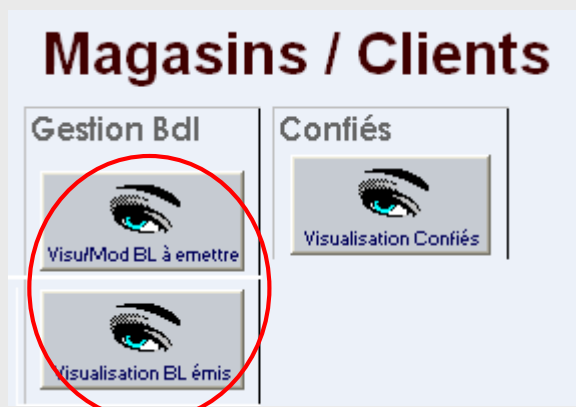 Magasins / Clients
Gestion Bdl
Confiés
Visu/Mod BL à emettre
Visualisation Confiés
Visualisation BL émis